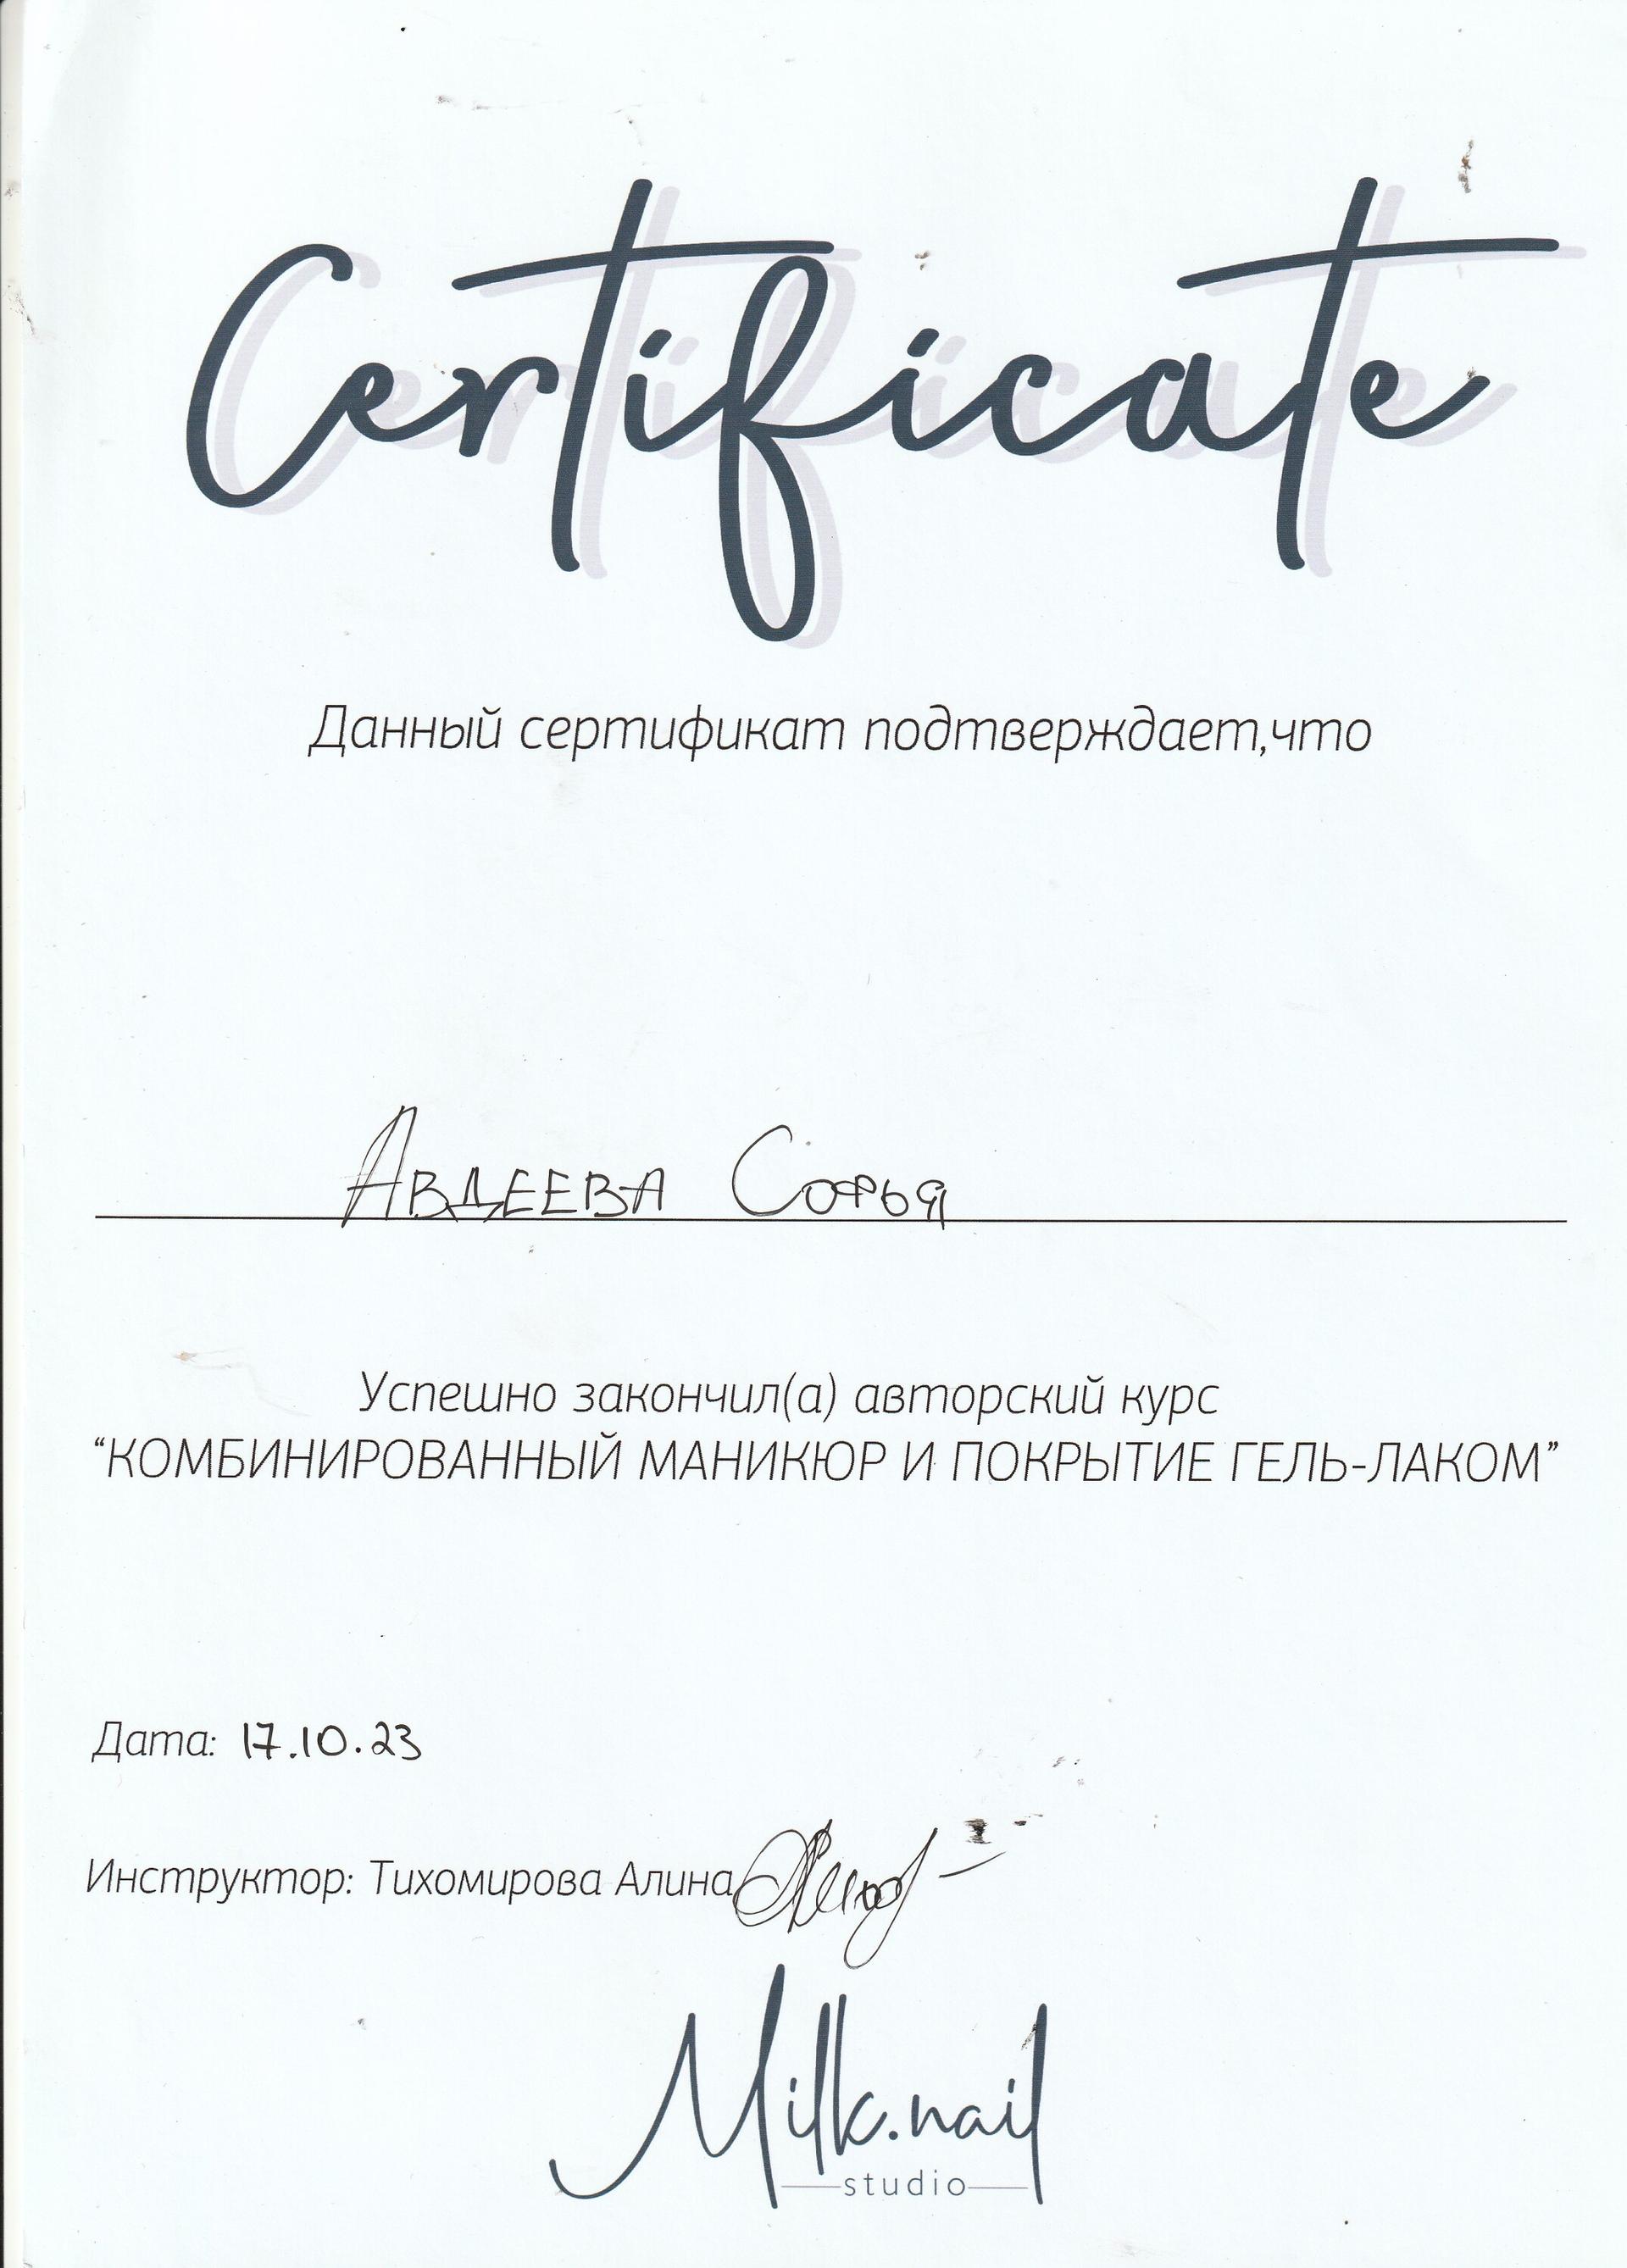 Certificate
Данный сертификат подтверждает,что
Авдеева Софья
Успешно закончил(а) авторский курс
“КОМБИНИРОВАННЫЙ МАНИКЮР И ПОКРЫТИЕ ГЕЛЬ-ЛАКОМ”
Дата: 17.10.23
Инструктор: Тихомирова Алина
Milk.nail
studio